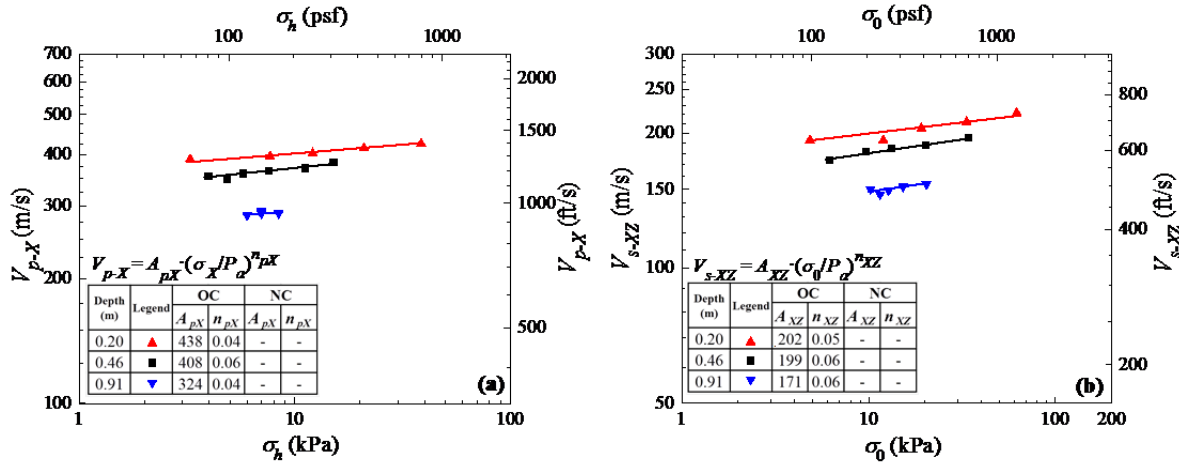 σh (psf)
100 1000
700
600
500
400
300
200
100
Vp-X (m/s)
2000
1500
1000
500
Vp-X (ft/s)
Vp-X = ApX·(σX/Pa)^npX
Depth (m) Legend OC NC
ApX npX ApX npX
0.20 438 0.04 - -
0.46 408 0.06 - -
0.91 324 0.04 - -
(a)
1 10 100
σh (kPa)
σ0 (psf)
100 1000
300
200
150
100
50
Vs-XZ (m/s)
800
600
400
200
Vs-XZ (ft/s)
Vs-XZ = AXZ·(σ0/Pa)^nXZ
Depth (m) Legend OC NC
AXZ nXZ AXZ nXZ
0.20 202 0.05 - -
0.46 199 0.06 - -
0.91 171 0.06 - -
(b)
1 10 100 200
σ0 (kPa)